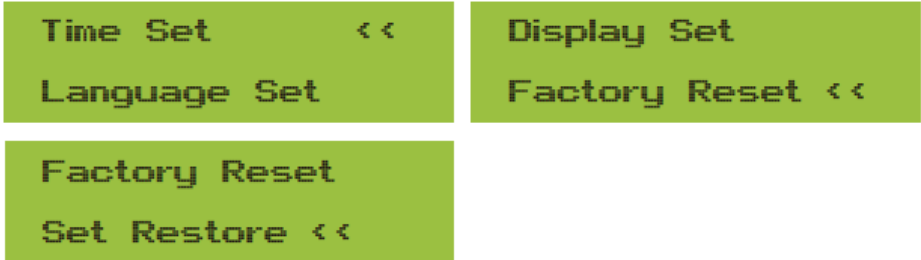 Time Set <<
Language Set
Display Set
Factory Reset <<
Factory Reset
Set Restore <<